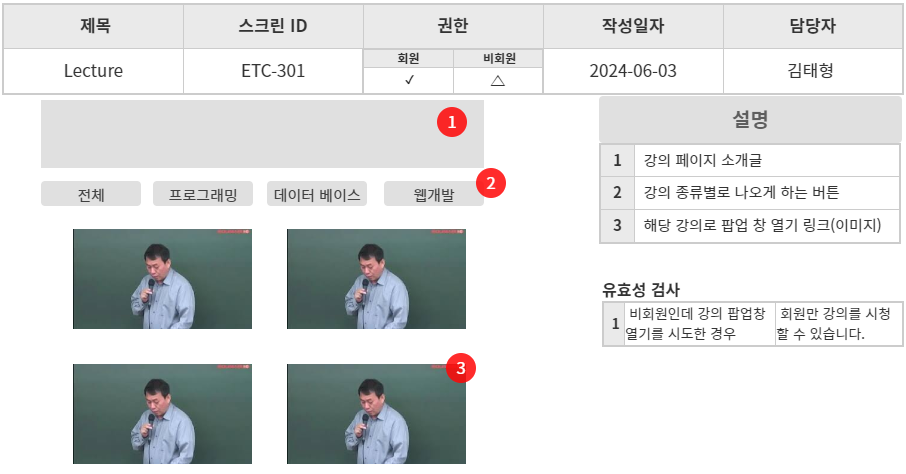 제목
스크린 ID
권한
작성일자
담당자
Lecture
ETC-301
회원
비회원
✓
△
2024-06-03
김태형
1
설명
1 강의 페이지 소개글
2 강의 종류별로 나오게 하는 버튼
3 해당 강의로 팝업 창 열기 링크(이미지)
2
전체
프로그래밍
데이터 베이스
웹개발
유효성 검사
1
비회원인데 강의 팝업창
열기를 시도한 경우
회원만 강의를 시청
할 수 있습니다.
3